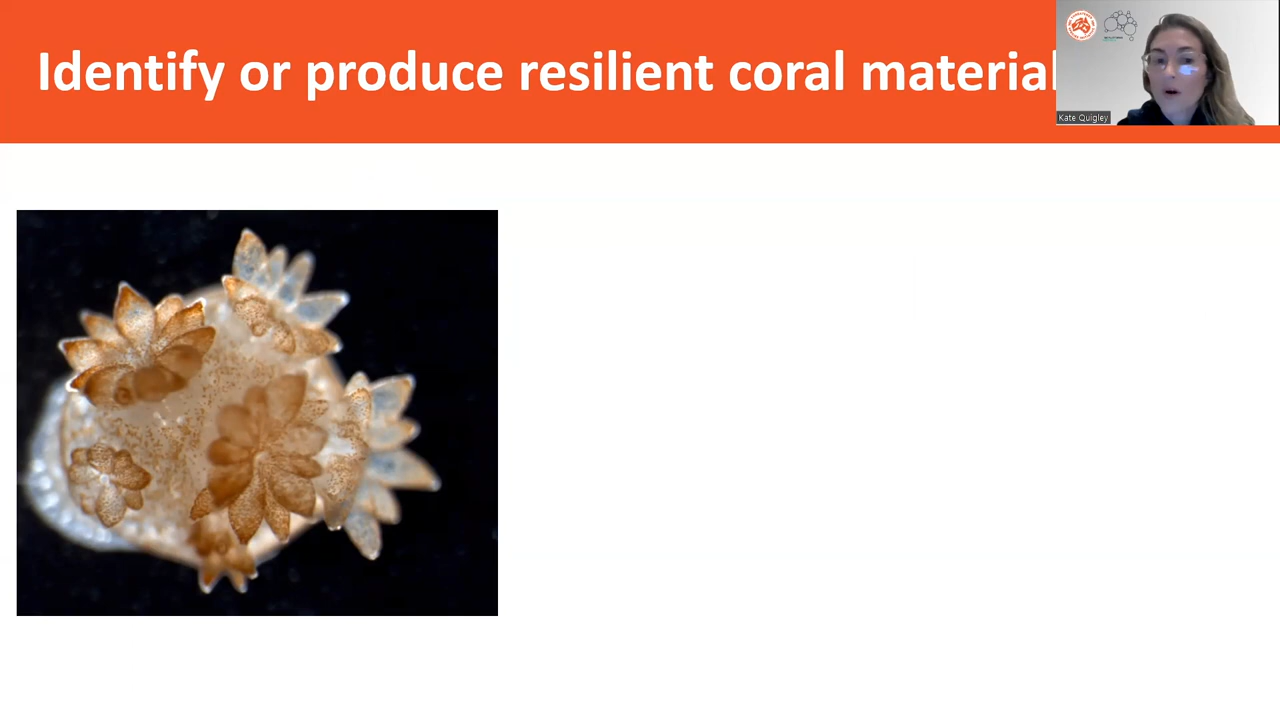 Identify or produce resilient coral material
Kate Quigley